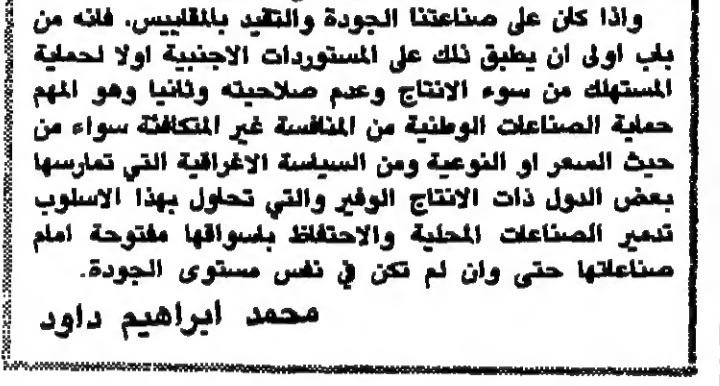 واذا كان على صناعتنا الجودة والتقيد بالمقاييس. فانه من
باب اولى ان يطبق ذلك على المستوردات الاجنبية اولا لحماية
المستهلك من سوء الانتاج وعدم صلاحيته وثانيا وهو المهم
حماية الصناعات الوطنية من المنافسة غير المتكافئة سواء من
حيث السعر او النوعية ومن السياسة الاغراقية التي تمارسها
بعض الدول ذات الانتاج الوفير والتي تحاول بهذا الاسلوب
تدمير الصناعات المحلية والاحتفاظ باسواقها مفتوحة امام
صناعاتها حتى وان لم تكن في نفس مستوى الجودة.
محمد ابراهيم داود